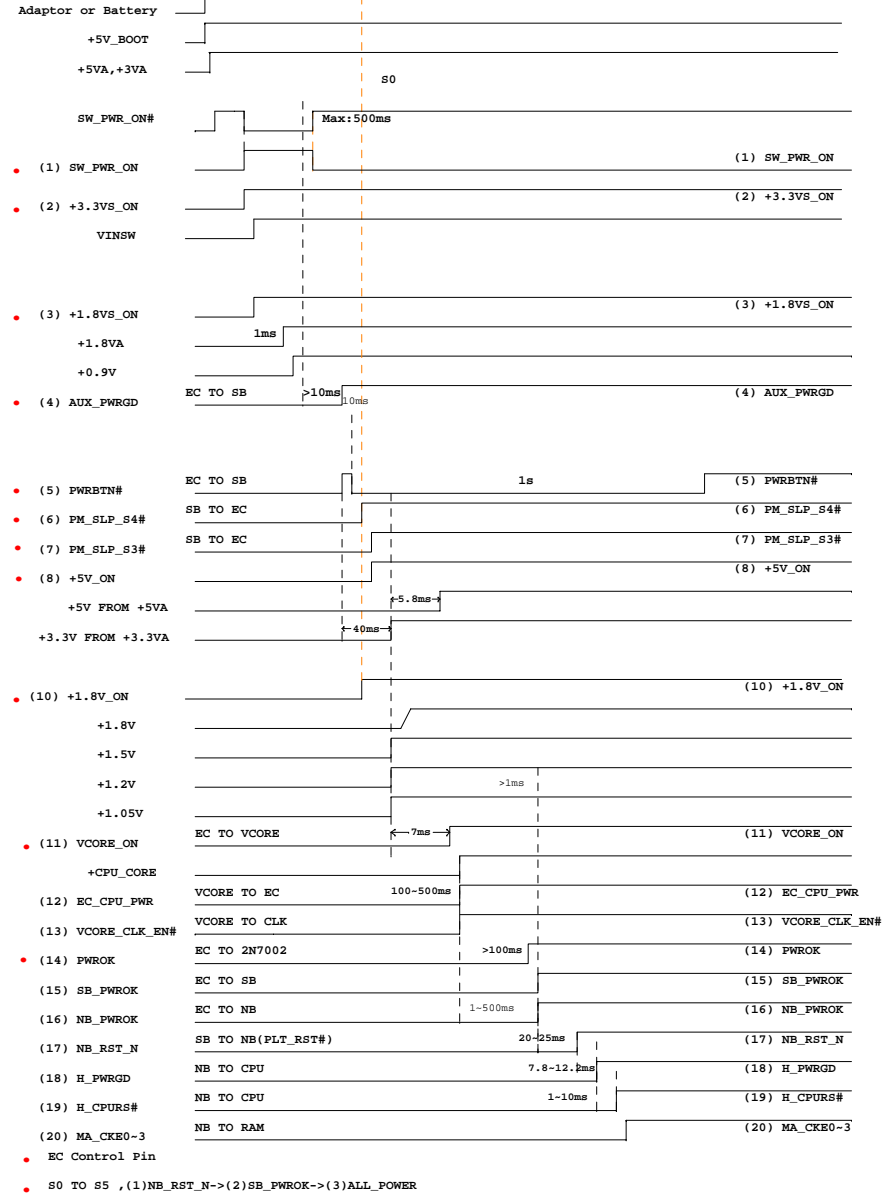 Adaptor or Battery
+5V_BOOT
+5VA,+3VA
S0
SW_PWR_ON# Max:500ms
(1) SW_PWR_ON (1) SW_PWR_ON
(2) +3.3VS_ON (2) +3.3VS_ON
VINSW
(3) +1.8VS_ON (3) +1.8VS_ON
+1.8VA 1ms
+0.9V
(4) AUX_PWRGD EC TO SB >10ms 10ms (4) AUX_PWRGD
(5) PWRBTN# EC TO SB 1s (5) PWRBTN#
(6) PM_SLP_S4# SB TO EC (6) PM_SLP_S4#
(7) PM_SLP_S3# SB TO EC (7) PM_SLP_S3#
(8) +5V_ON (8) +5V_ON
+5V FROM +5VA 5.8ms
+3.3V FROM +3.3VA 40ms
(10) +1.8V_ON (10) +1.8V_ON
+1.8V
+1.5V
+1.2V >1ms
+1.05V
(11) VCORE_ON EC TO VCORE 7ms (11) VCORE_ON
+CPU_CORE
(12) EC_CPU_PWR VCORE TO EC 100~500ms (12) EC_CPU_PWR
(13) VCORE_CLK_EN# VCORE TO CLK (13) VCORE_CLK_EN#
(14) PWROK EC TO 2N7002 >100ms (14) PWROK
(15) SB_PWROK EC TO SB (15) SB_PWROK
(16) NB_PWROK EC TO NB 1~500ms (16) NB_PWROK
(17) NB_RST_N SB TO NB(PLT_RST#) 20~25ms (17) NB_RST_N
(18) H_PWRGD NB TO CPU 7.8~12.2ms (18) H_PWRGD
(19) H_CPURS# NB TO CPU 1~10ms (19) H_CPURS#
(20) MA_CKE0~3 NB TO RAM (20) MA_CKE0~3
EC Control Pin
S0 TO S5 ,(1)NB_RST_N->(2)SB_PWROK->(3)ALL_POWER